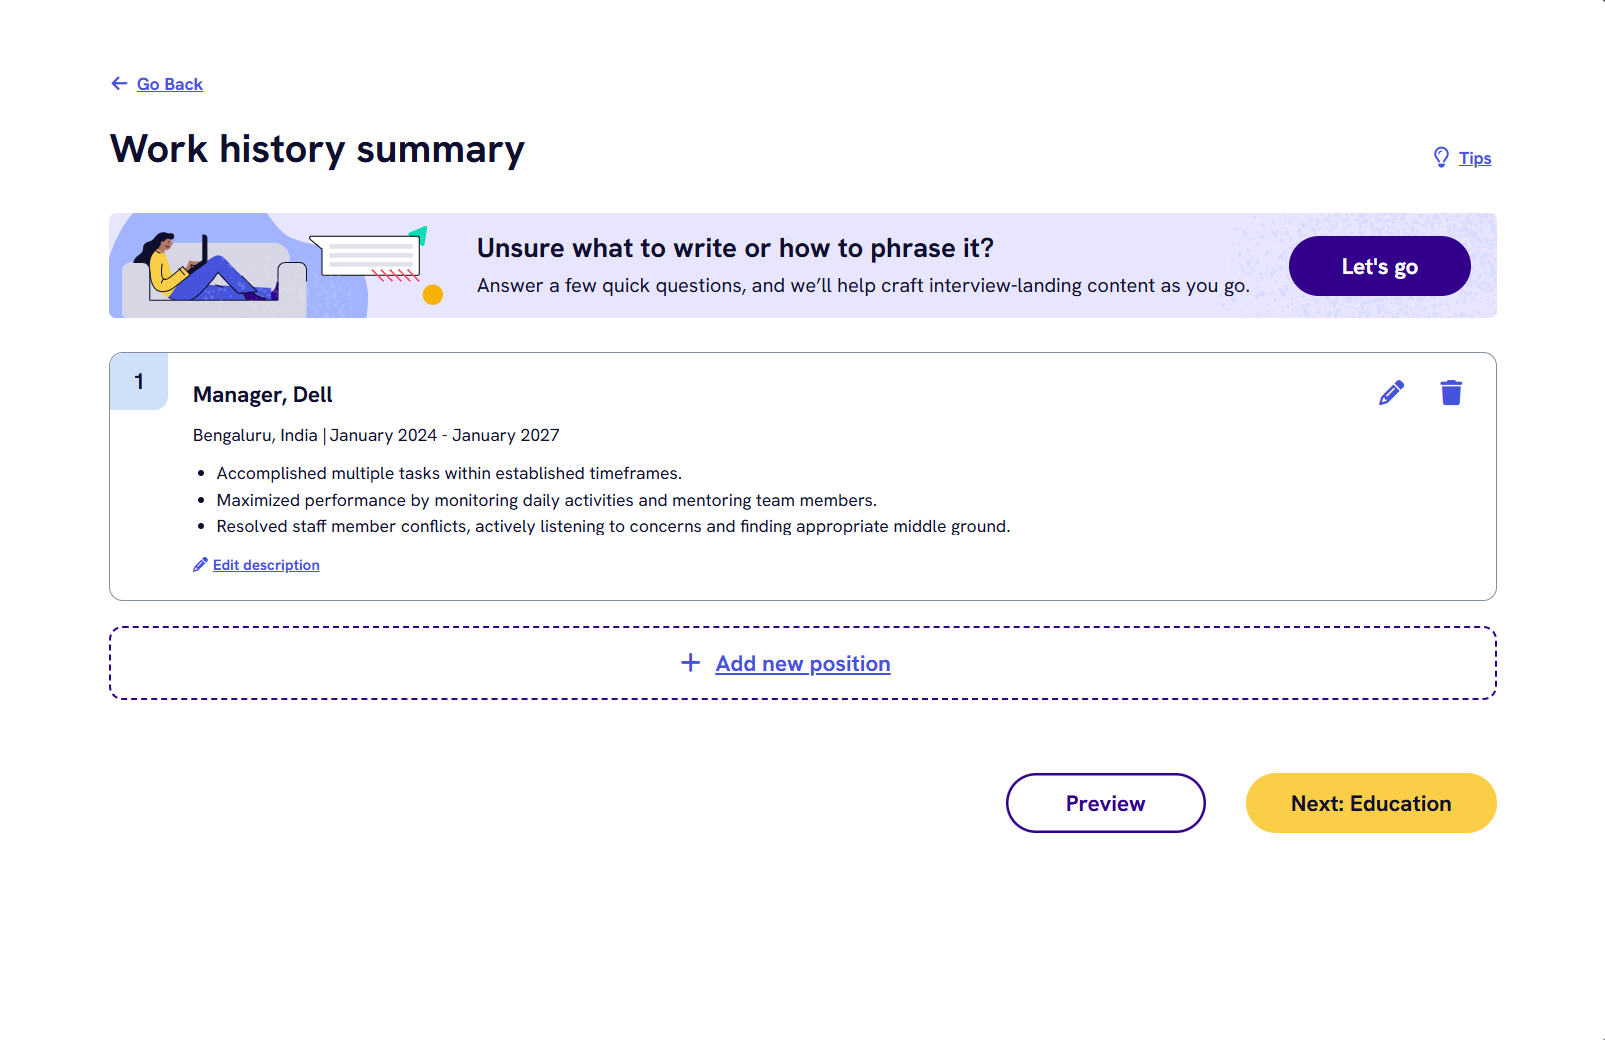 Go Back
Work history summary
Tips
Unsure what to write or how to phrase it?
Answer a few quick questions, and we’ll help craft interview-landing content as you go.
Let's go
1
Manager, Dell
Bengaluru, India | January 2024 - January 2027
• Accomplished multiple tasks within established timeframes.
• Maximized performance by monitoring daily activities and mentoring team members.
• Resolved staff member conflicts, actively listening to concerns and finding appropriate middle ground.
Edit description
+ Add new position
Preview
Next: Education